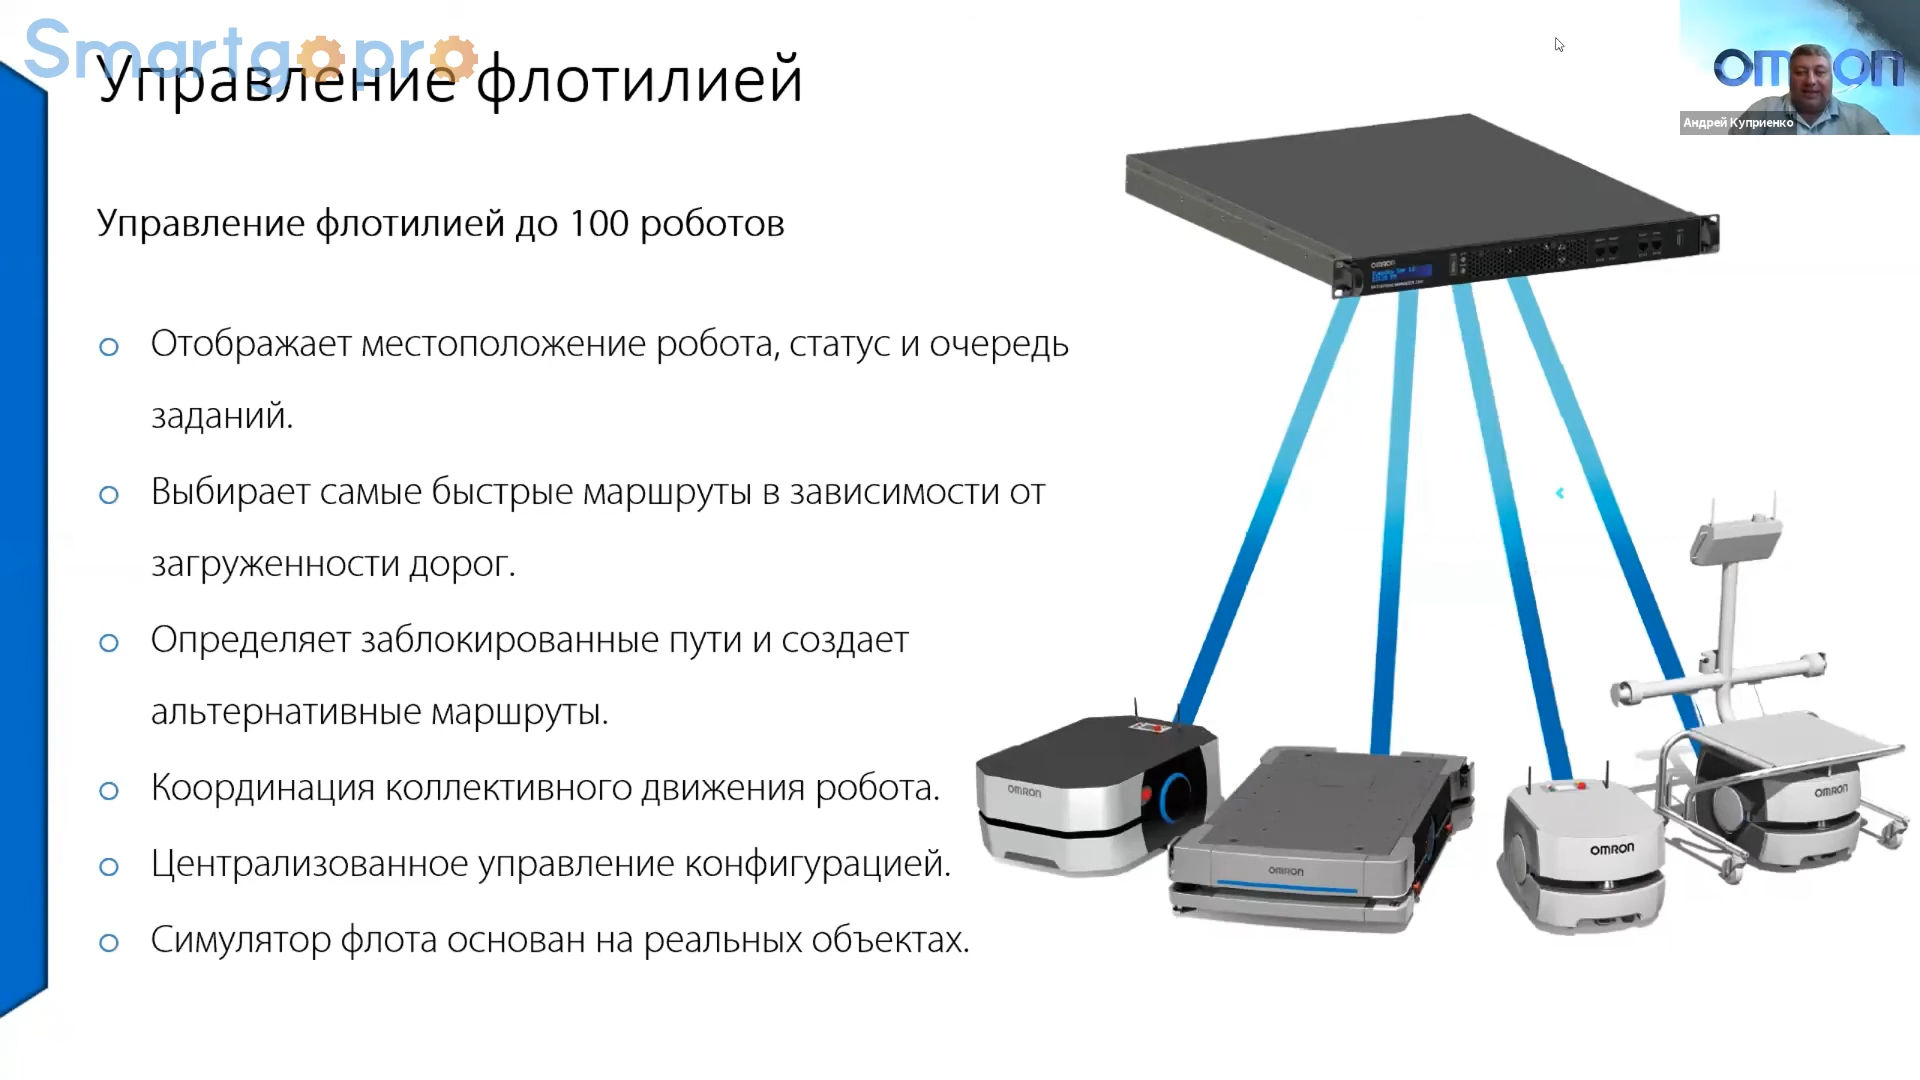 Smartgopro
Управление флотилией
omron
Андрей Куприенко
Управление флотилией до 100 роботов
Отображает местоположение робота, статус и очередь
заданий.
Выбирает самые быстрые маршруты в зависимости от
загруженности дорог.
Определяет заблокированные пути и создает
альтернативные маршруты.
Координация коллективного движения робота.
Централизованное управление конфигурацией.
Симулятор флота основан на реальных объектах.
OMRON
OMRON
OMRON
OMRON
OMRON